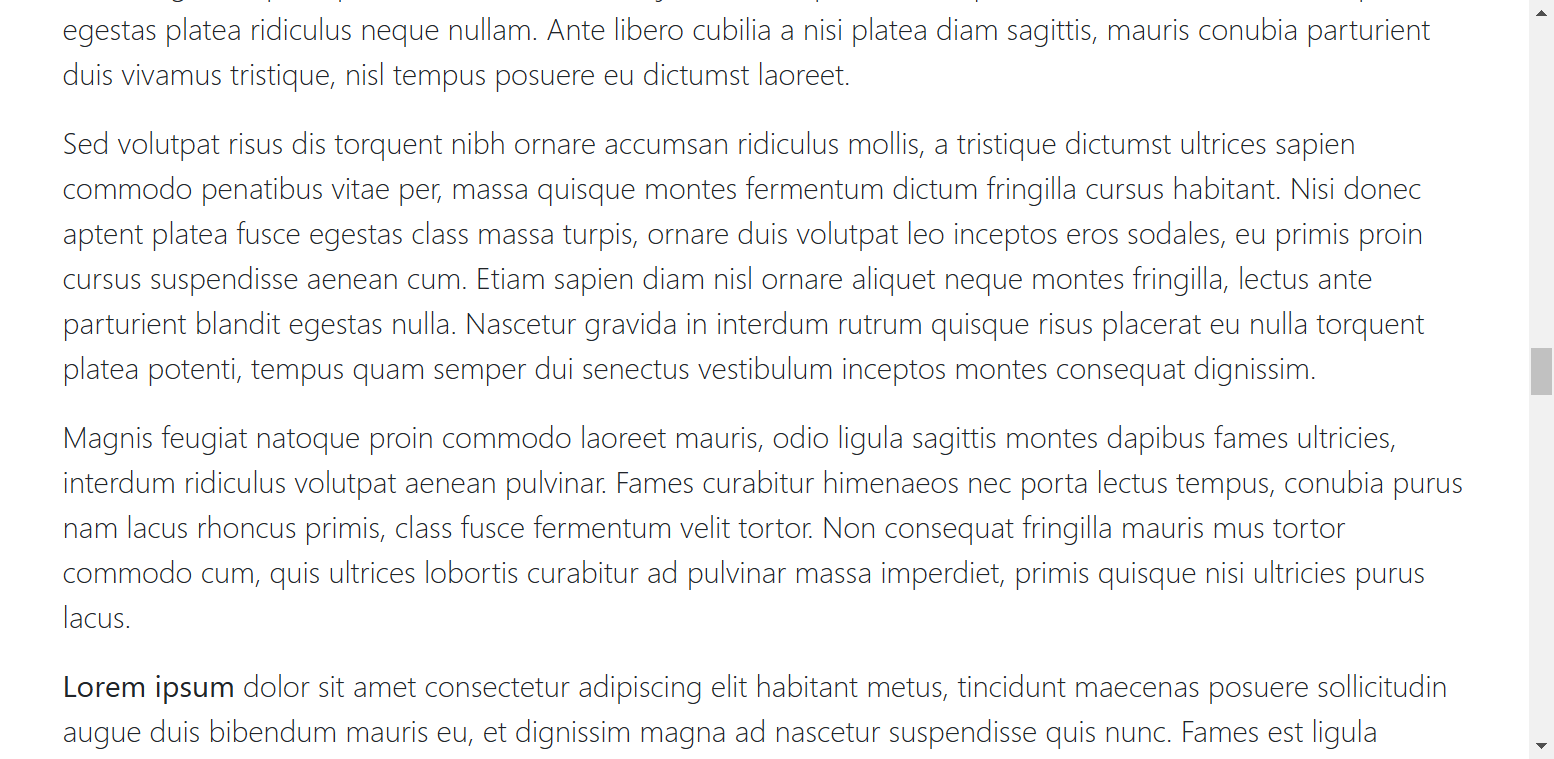 egestas platea ridiculus neque nullam. Ante libero cubilia a nisi platea diam sagittis, mauris conubia parturient
duis vivamus tristique, nisl tempus posuere eu dictumst laoreet.
Sed volutpat risus dis torquent nibh ornare accumsan ridiculus mollis, a tristique dictumst ultrices sapien
commodo penatibus vitae per, massa quisque montes fermentum dictum fringilla cursus habitant. Nisi donec
aptent platea fusce egestas class massa turpis, ornare duis volutpat leo inceptos eros sodales, eu primis proin
cursus suspendisse aenean cum. Etiam sapien diam nisl ornare aliquet neque montes fringilla, lectus ante
parturient blandit egestas nulla. Nascetur gravida in interdum rutrum quisque risus placerat eu nulla torquent
platea potenti, tempus quam semper dui senectus vestibulum inceptos montes consequat dignissim.
Magnis feugiat natoque proin commodo laoreet mauris, odio ligula sagittis montes dapibus fames ultricies,
interdum ridiculus volutpat aenean pulvinar. Fames curabitur himenaeos nec porta lectus tempus, conubia purus
nam lacus rhoncus primis, class fusce fermentum velit tortor. Non consequat fringilla mauris mus tortor
commodo cum, quis ultrices lobortis curabitur ad pulvinar massa imperdiet, primis quisque nisi ultricies purus
lacus.
Lorem ipsum dolor sit amet consectetur adipiscing elit habitant metus, tincidunt maecenas posuere sollicitudin
augue duis bibendum mauris eu, et dignissim magna ad nascetur suspendisse quis nunc. Fames est ligula